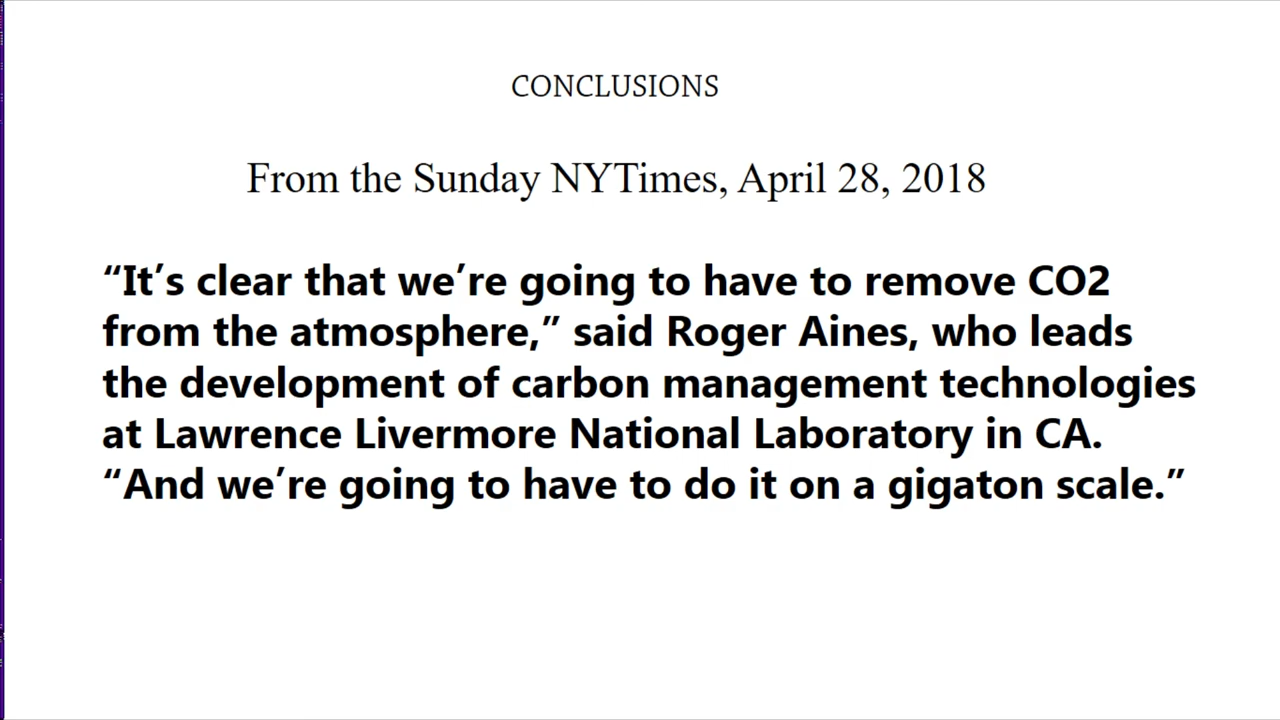 CONCLUSIONS
From the Sunday NYTimes, April 28, 2018
“It’s clear that we’re going to have to remove CO2
from the atmosphere,” said Roger Aines, who leads
the development of carbon management technologies
at Lawrence Livermore National Laboratory in CA.
“And we’re going to have to do it on a gigaton scale.”